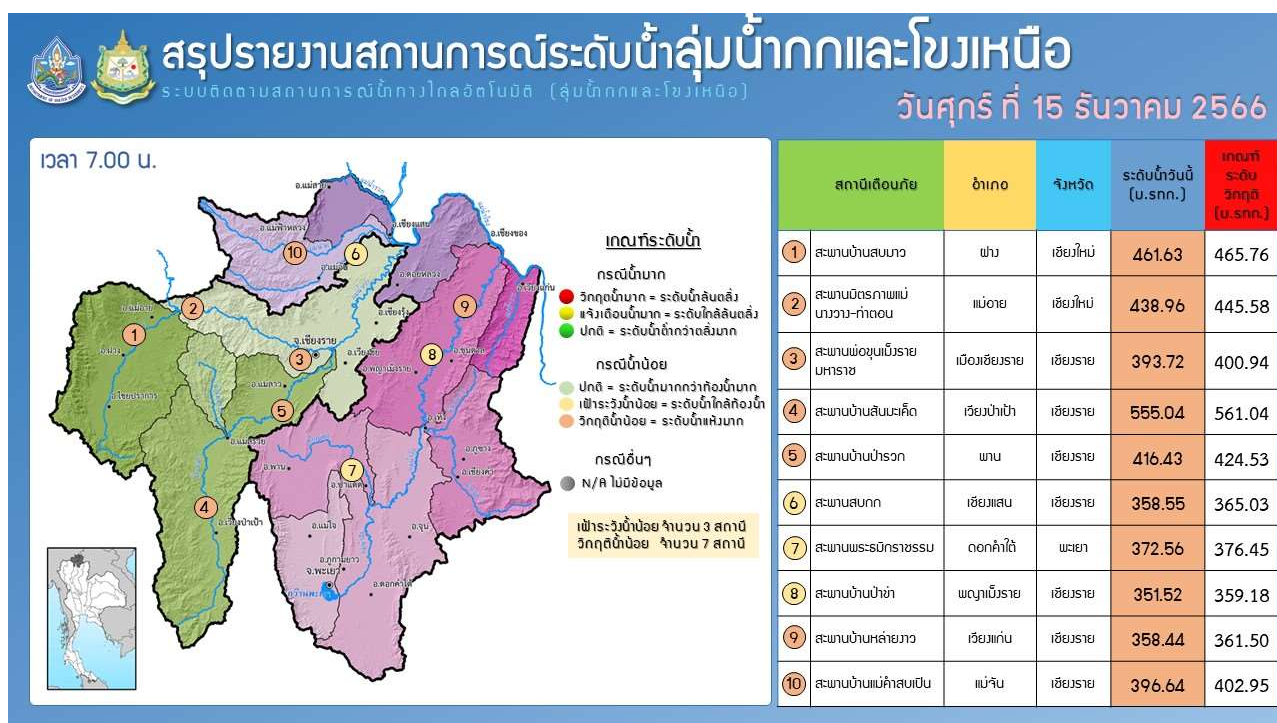 สรุปรายงานสถานการณ์ระดับน้ำลุ่มน้ำกกและโขงเหนือ
ระบบติดตามสถานการณ์น้ำทางไกลอัตโนมัติ (ลุ่มน้ำกกและโขงเหนือ)
วันศุกร์ ที่ 15 ธันวาคม 2566
เวลา 7.00 น.
อ.แม่สาย
อ.เชียงแสน
อ.แม่ฟ้าหลวง
อ.เชียงของ
10
6
อ.ดอยหลวง
9
2
อ.เชียงรุ้ง
1
จ.เชียงราย
3
อ.ฝาง
8
อ.ขุนตาล
อ.พญาเม็งราย
อ.แม่ลาว
อ.ไชยปราการ
5
อ.แม่สรวย
อ.ภูซาง
อ.พาน
7
อ.เชียงคำ
อ.ป่าแดด
4
อ.เวียงป่าเป้า
อ.แม่ใจ
อ.จุน
อ.ภูกามยาว
จ.พะเยา
อ.ดอกคำใต้
เกณฑ์ระดับน้ำ
กรณีน้ำมาก
วิกฤติน้ำมาก = ระดับน้ำล้นตลิ่ง
แจ้งเตือนน้ำมาก = ระดับใกล้ล้นตลิ่ง
ปกติ = ระดับน้ำต่ำกว่าตลิ่งมาก
กรณีน้ำน้อย
ปกติ = ระดับน้ำมากกว่าท้องน้ำมาก
เฝ้าระวังน้ำน้อย = ระดับน้ำใกล้ท้องน้ำ
วิกฤติน้ำน้อย = ระดับน้ำแห้งมาก
กรณีอื่นๆ
N/A ไม่มีข้อมูล
เฝ้าระวังน้ำน้อย จำนวน 3 สถานี
วิกฤติน้ำน้อย จำนวน 7 สถานี
สถานีเตือนภัย อำเภอ จังหวัด ระดับน้ำวันนี้ (ม.รทก.) เกณฑ์ระดับวิกฤติ (ม.รทก.)
1 สะพานบ้านสบมาว ฝาง เชียงใหม่ 461.63 465.76
2 สะพานมิตรภาพแม่นางวาง-ท่าตอน แม่อาย เชียงใหม่ 438.96 445.58
3 สะพานพ่อขุนเม็งรายมหาราช เมืองเชียงราย เชียงราย 393.72 400.94
4 สะพานบ้านสันมะเค็ด เวียงป่าเป้า เชียงราย 555.04 561.04
5 สะพานบ้านป่ารวก พาน เชียงราย 416.43 424.53
6 สะพานสบกก เชียงแสน เชียงราย 358.55 365.03
7 สะพานพระธมิกราชธรรม ดอกคำใต้ พะเยา 372.56 376.45
8 สะพานบ้านป่าข่า พญาเม็งราย เชียงราย 351.52 359.18
9 สะพานบ้านหล่ายงาว เวียงแก่น เชียงราย 358.44 361.50
10 สะพานบ้านแม่คำสบเปิน แม่จัน เชียงราย 396.64 402.95